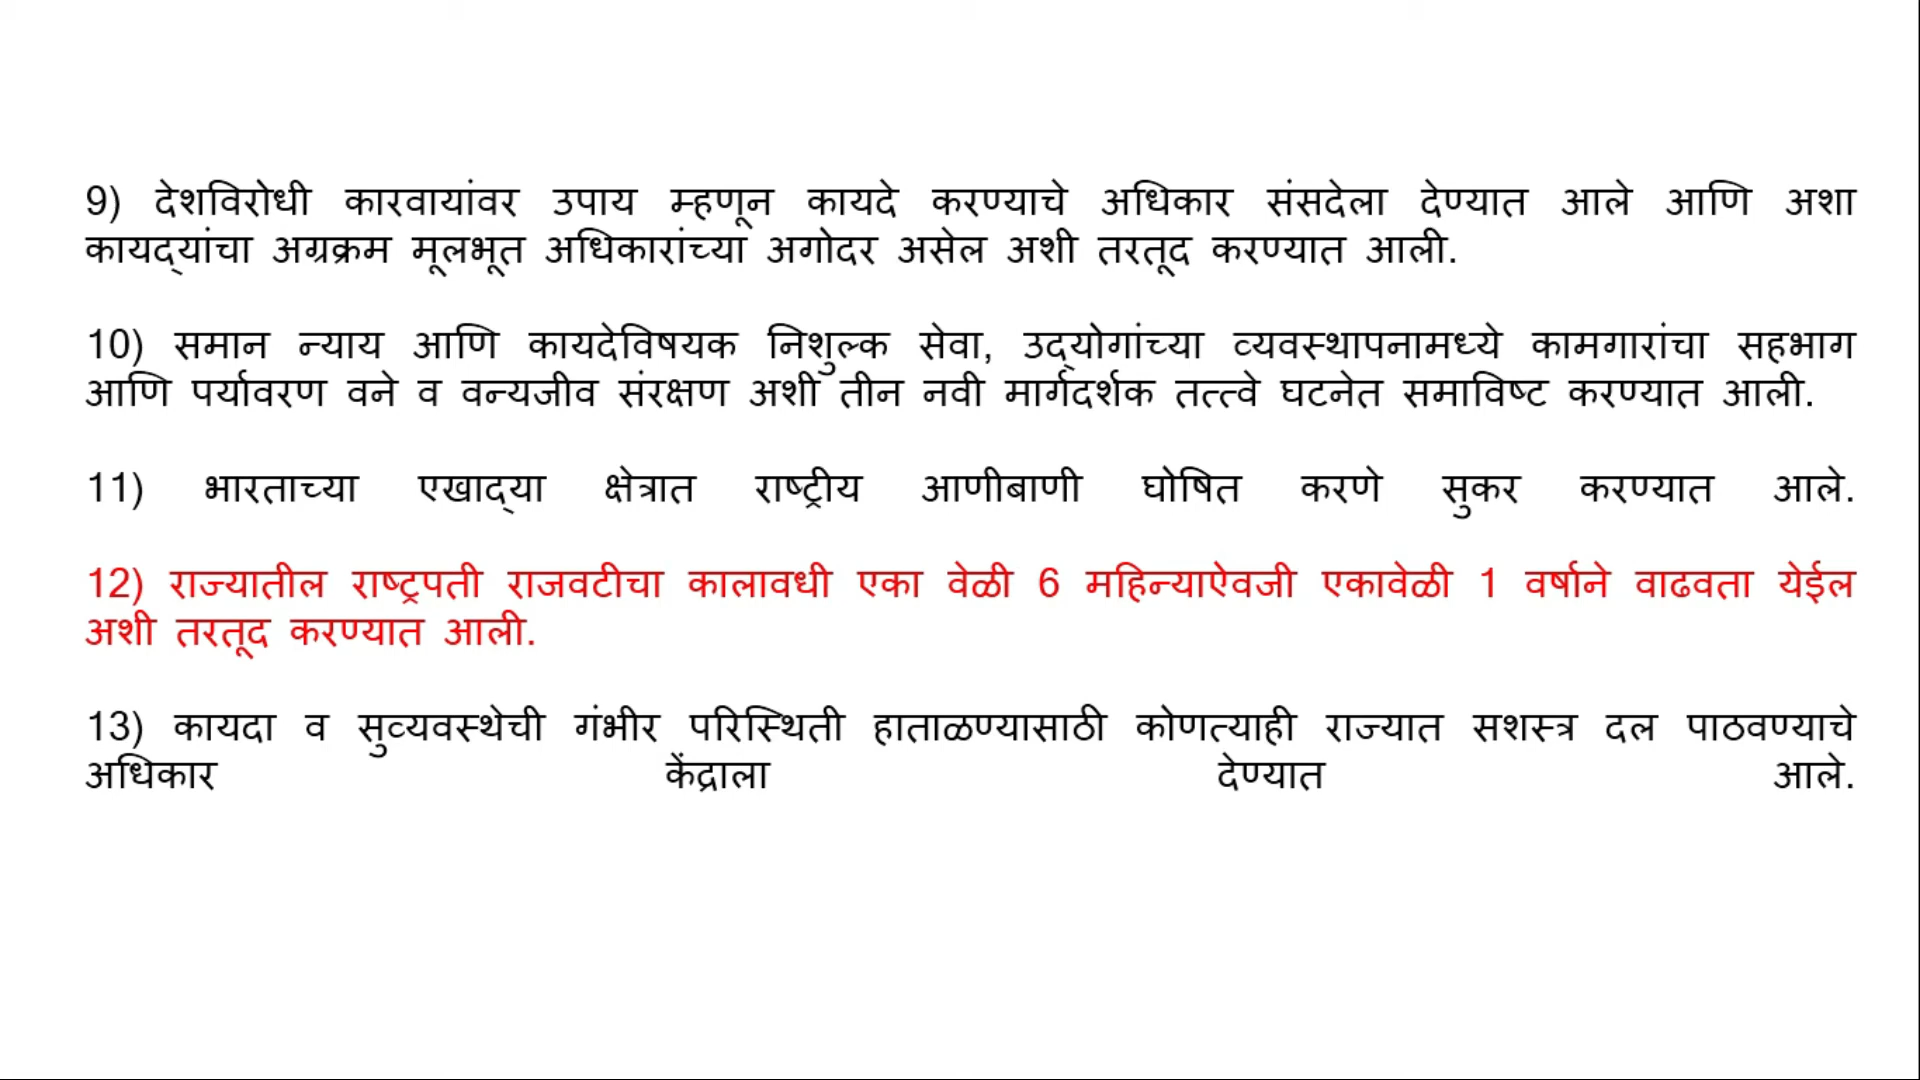 9) देशविरोधी कारवायांवर उपाय म्हणून कायदे करण्याचे अधिकार संसदेला देण्यात आले आणि अशा
कायद्यांचा अग्रक्रम मूलभूत अधिकारांच्या अगोदर असेल अशी तरतूद करण्यात आली.
10) समान न्याय आणि कायदेविषयक निशुल्क सेवा, उद्योगांच्या व्यवस्थापनामध्ये कामगारांचा सहभाग
आणि पर्यावरण वने व वन्यजीव संरक्षण अशी तीन नवी मार्गदर्शक तत्त्वे घटनेत समाविष्ट करण्यात आली.
11) भारताच्या एखाद्या क्षेत्रात राष्ट्रीय आणीबाणी घोषित करणे सुकर करण्यात आले.
12) राज्यातील राष्ट्रपती राजवटीचा कालावधी एका वेळी 6 महिन्याऐवजी एकावेळी 1 वर्षाने वाढवता येईल
अशी तरतूद करण्यात आली.
13) कायदा व सुव्यवस्थेची गंभीर परिस्थिती हाताळण्यासाठी कोणत्याही राज्यात सशस्त्र दल पाठवण्याचे
अधिकार केंद्राला देण्यात आले.